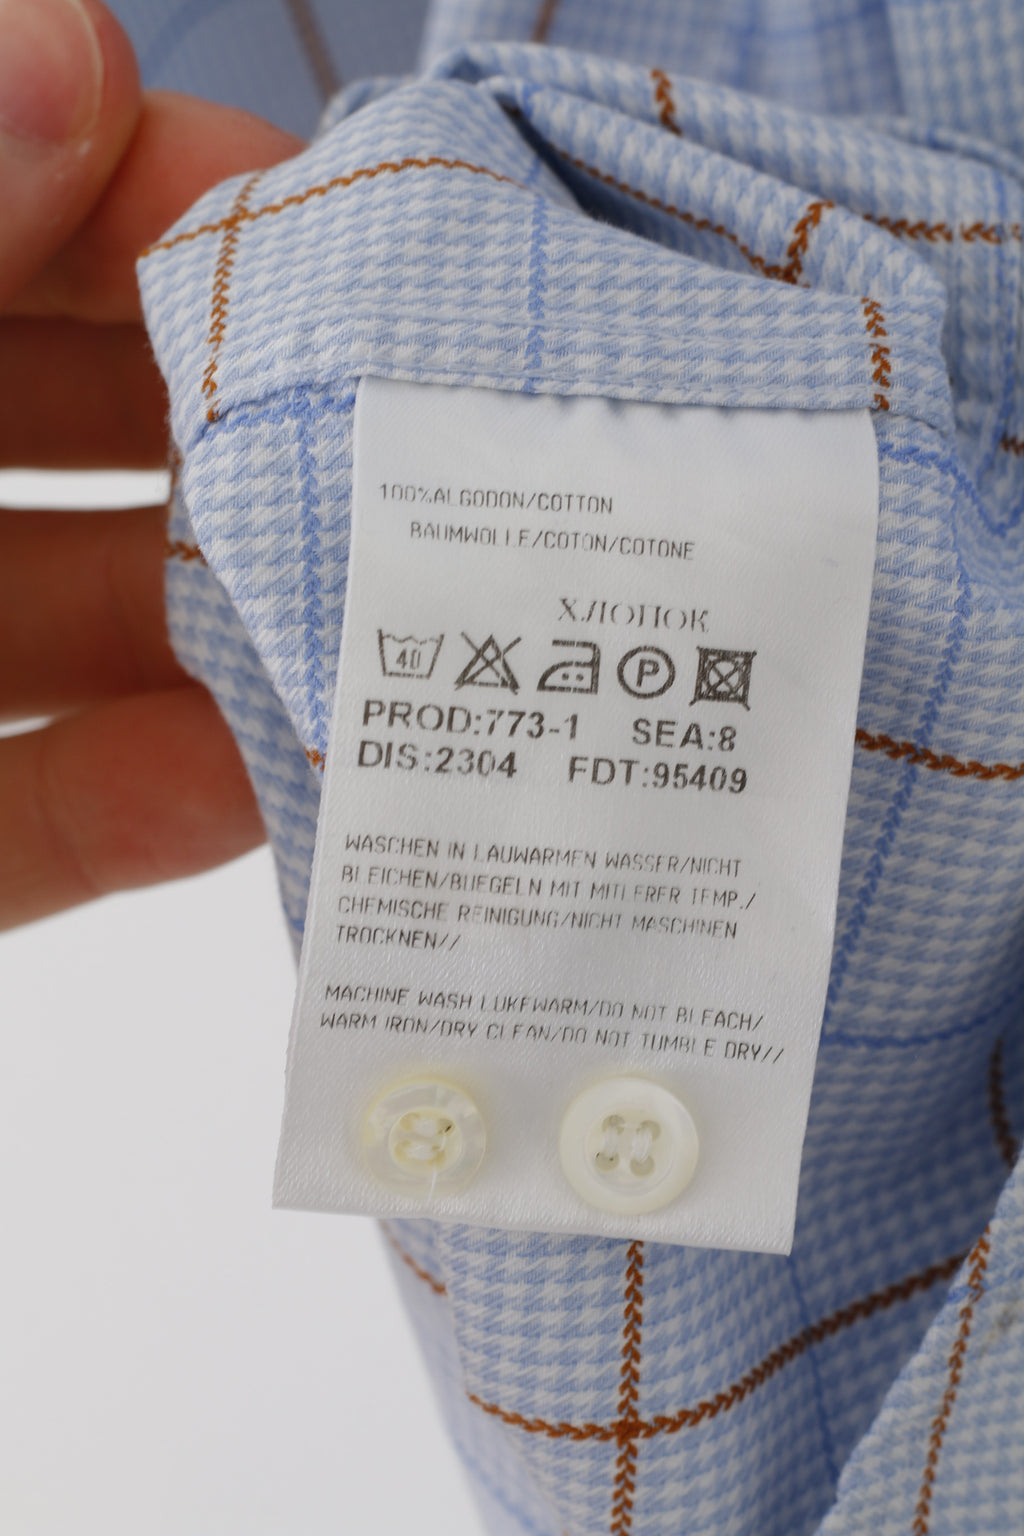 100%ALGODON/COTTON
BAUMWOLLE/COTON/COTONE
ХЛОПОК
40
P
PROD:773-1 SEA:8
DIS:2304 FDT:95409
WASCHEN IN LAUWARMEN WASSER/NICHT
BLEICHEN/BUEGELN MIT MITLERER TEMP./
CHEMISCHE REINIGUNG/NICHT MASCHINEN
TROCKNEN//
MACHINE WASH LUKEWARM/DO NOT BLEACH/
WARM IRON/DRY CLEAN/DO NOT TUMBLE DRY//